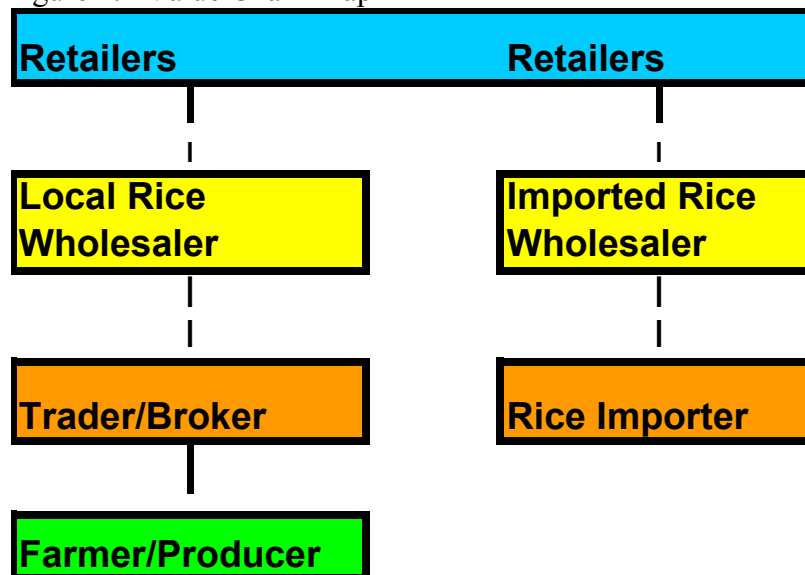 Retailers Retailers
Local Rice Wholesaler
Imported Rice Wholesaler
Trader/Broker Rice Importer
Farmer/Producer